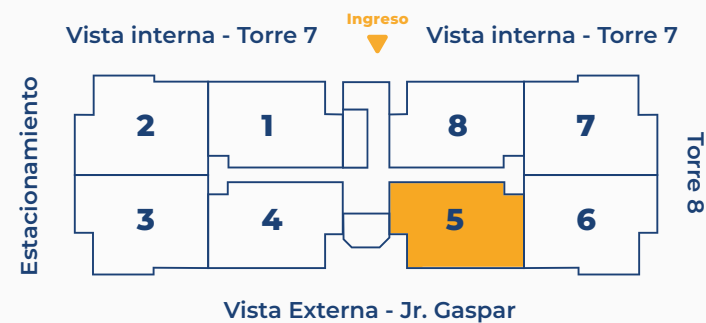 Ingreso
Vista interna - Torre 7
Vista interna - Torre 7
Estacionamiento
2
1
8
7
Torre 8
3
4
5
6
Vista Externa - Jr. Gaspar